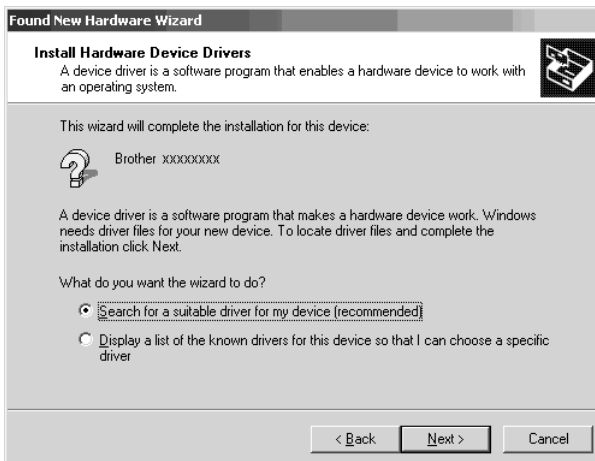 Found New Hardware Wizard
Install Hardware Device Drivers
A device driver is a software program that enables a hardware device to work with
an operating system.
This wizard will complete the installation for this device:
Brother xxxxxxxx
A device driver is a software program that makes a hardware device work. Windows
needs driver files for your new device. To locate driver files and complete the
installation click Next.
What do you want the wizard to do?
Search for a suitable driver for my device (recommended)
Display a list of the known drivers for this device so that I can choose a specific
driver
< Back Next > Cancel